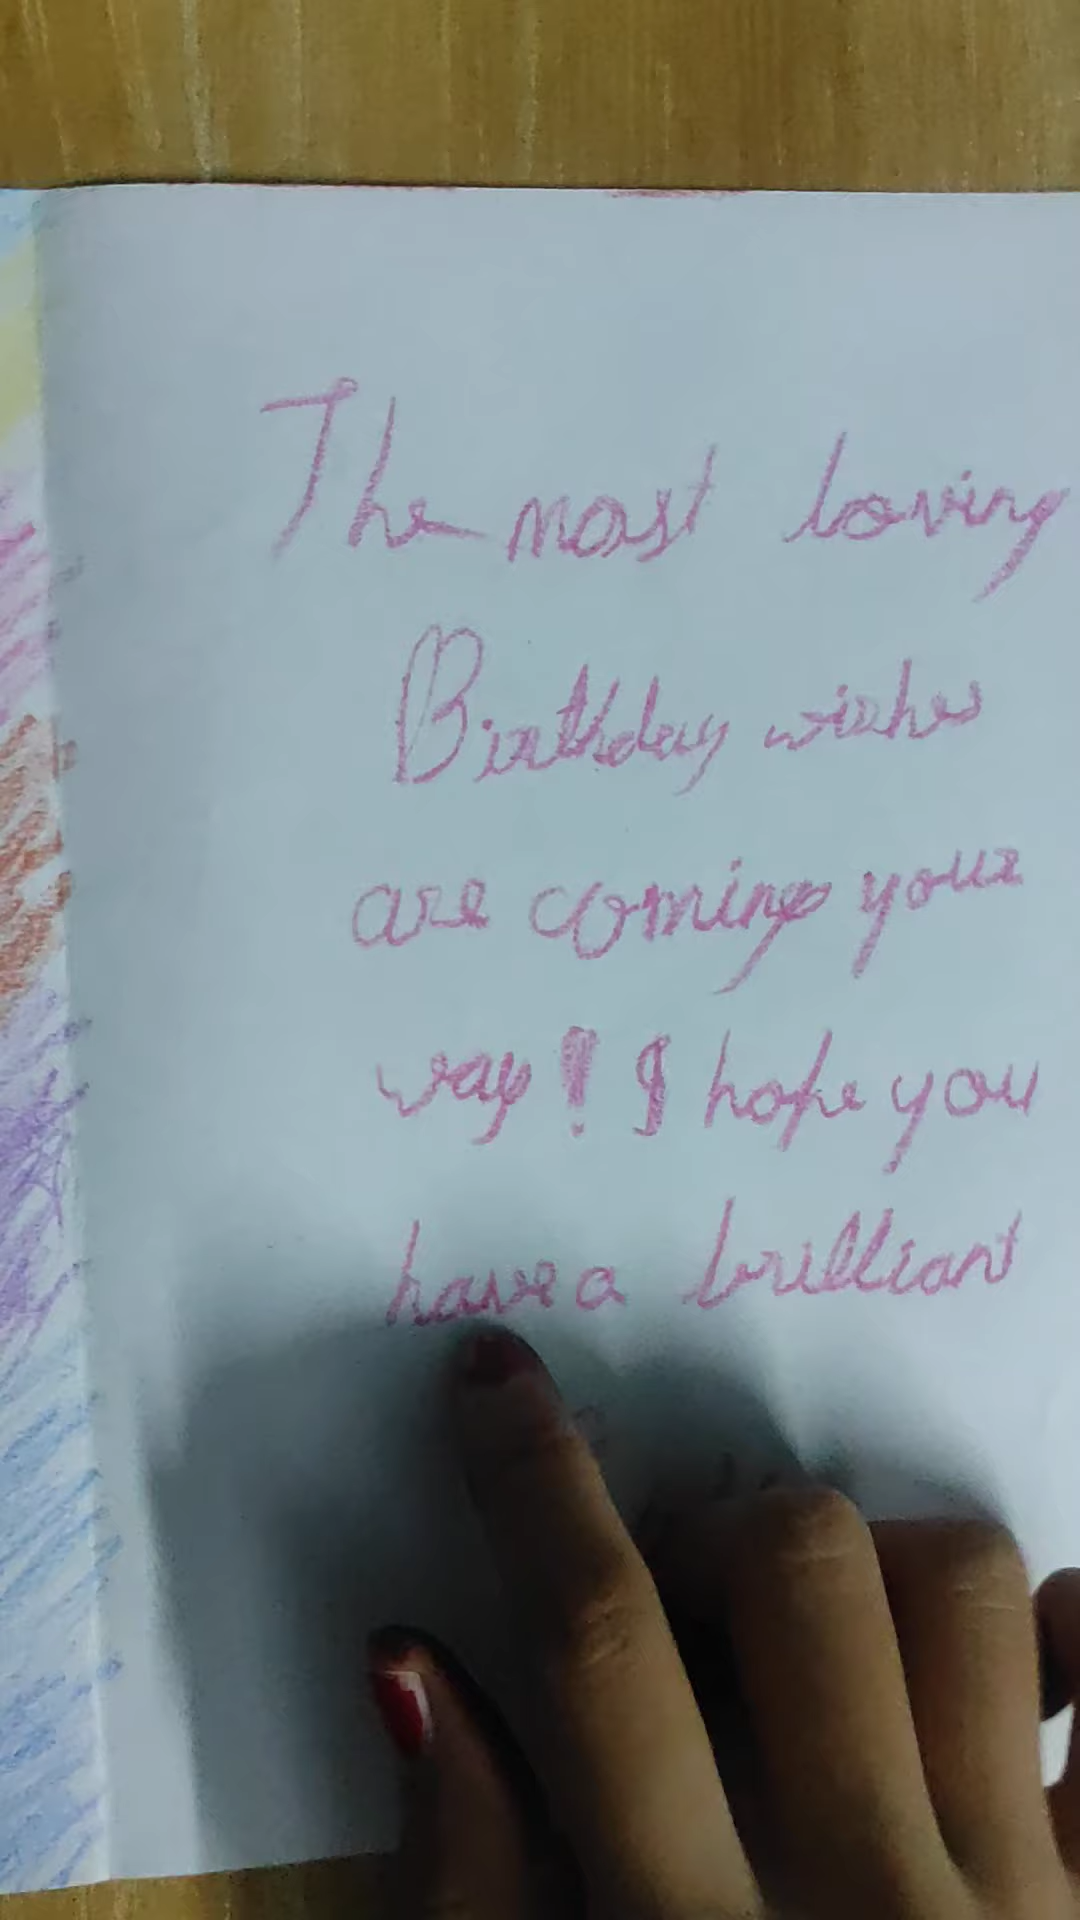 The most loving
Birthday wishes
are coming your
way! I hope you
have a brilliant